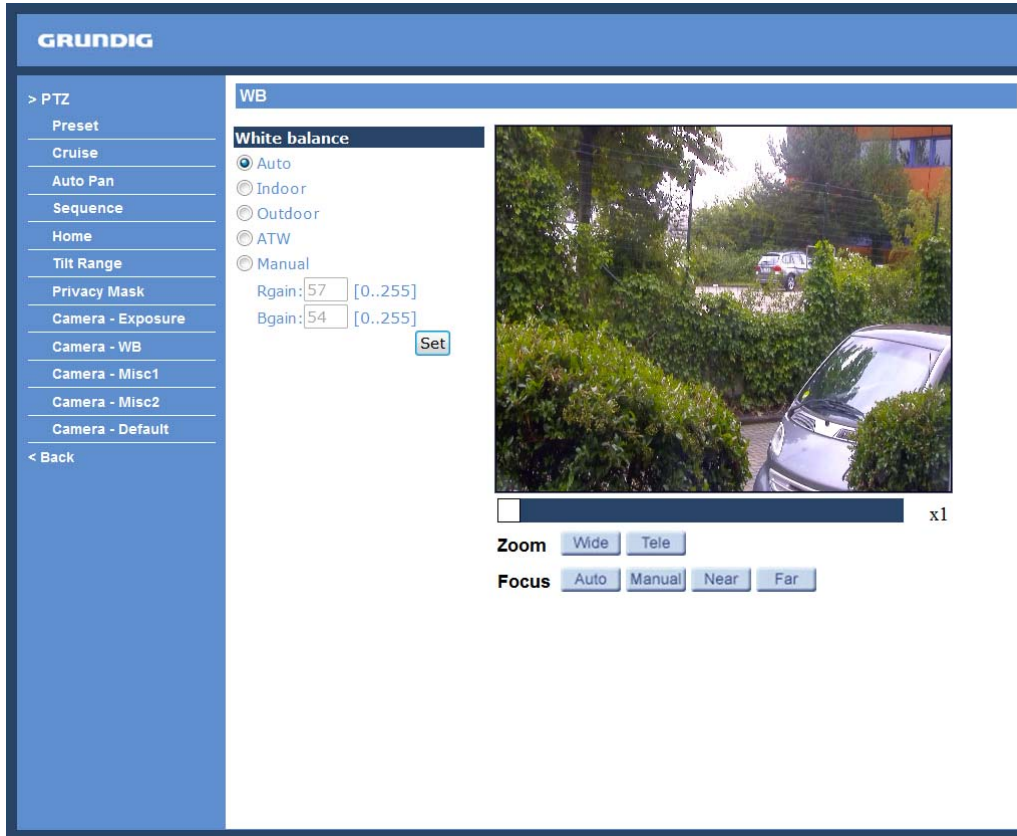 GRUNDIG
> PTZ
Preset
Cruise
Auto Pan
Sequence
Home
Tilt Range
Privacy Mask
Camera - Exposure
Camera - WB
Camera - Misc1
Camera - Misc2
Camera - Default
< Back
WB
White balance
Auto
Indoor
Outdoor
ATW
Manual
Rgain: 57 [0..255]
Bgain: 54 [0..255]
Set
x1
Zoom Wide Tele
Focus Auto Manual Near Far